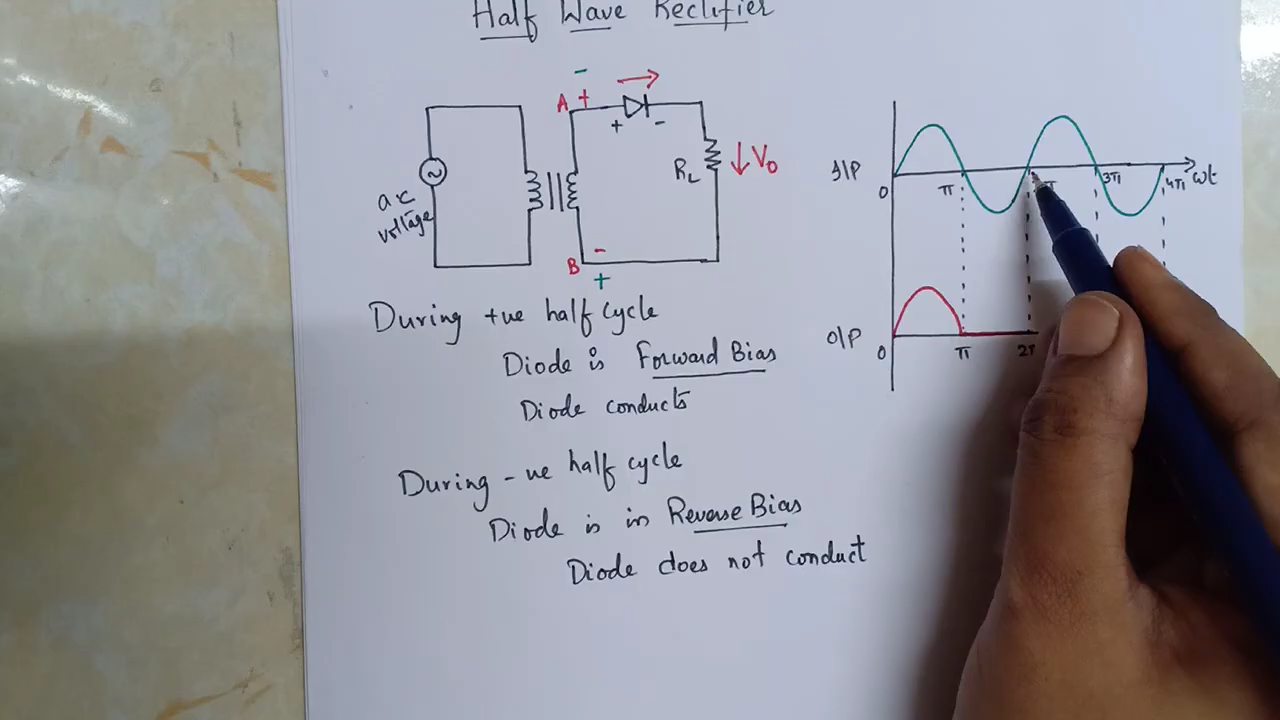 Half Wave Rectifier
-
A +
+ -
ac
voltage
RL
↓ V0
B -
+
I/P
0 π 3π 4π ωt
O/P
0 π 2π
During +ve half cycle
Diode is Forward Bias
Diode conducts
During -ve half cycle
Diode is in Reverse Bias
Diode does not conduct